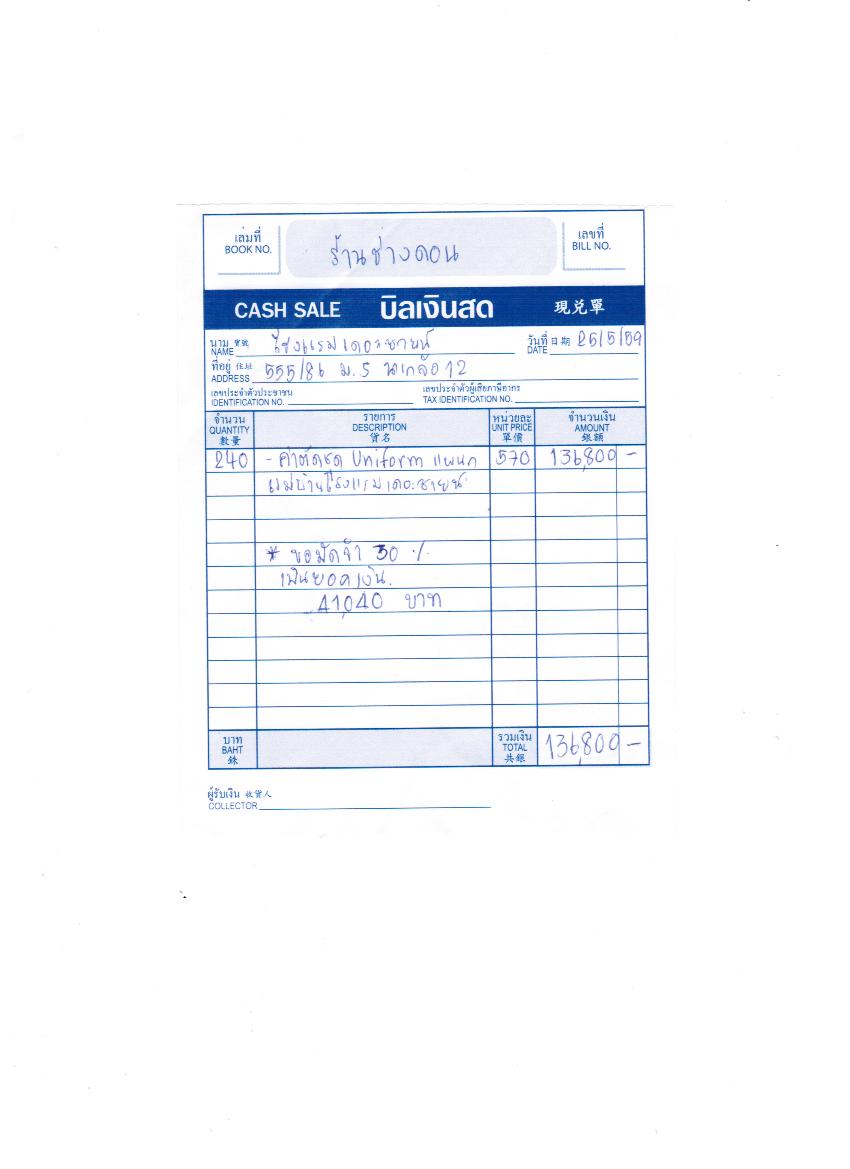 เล่มที่
BOOK NO.
ร้านช่างดอน
เลขที่
BILL NO.
CASH SALE บิลเงินสด 現兑單
นาม 寶號
NAME โรงแรมเดอะชายน์
วันที่ 日期
DATE 25/5/59
ที่อยู่ 住址
ADDRESS 555/86 ม.5 นาเกลือ 12
เลขประจำตัวประชาชน
IDENTIFICATION NO.
เลขประจำตัวผู้เสียภาษีอากร
TAX IDENTIFICATION NO.
จำนวน รายการ หน่วยละ จำนวนเงิน
QUANTITY DESCRIPTION UNIT PRICE AMOUNT
數量 貨名 單價 銀額
240 - ค่าตัดชุด Uniform แผนก 570 136,800 -
แม่บ้านโรงแรมเดอะชายน์
* ขอมัดจำ 30 %
เป็นยอดเงิน.
41,040 บาท
บาท รวมเงิน
BAHT TOTAL 136,800 -
銖 共銀
ผู้รับเงิน 收貨人
COLLECTOR